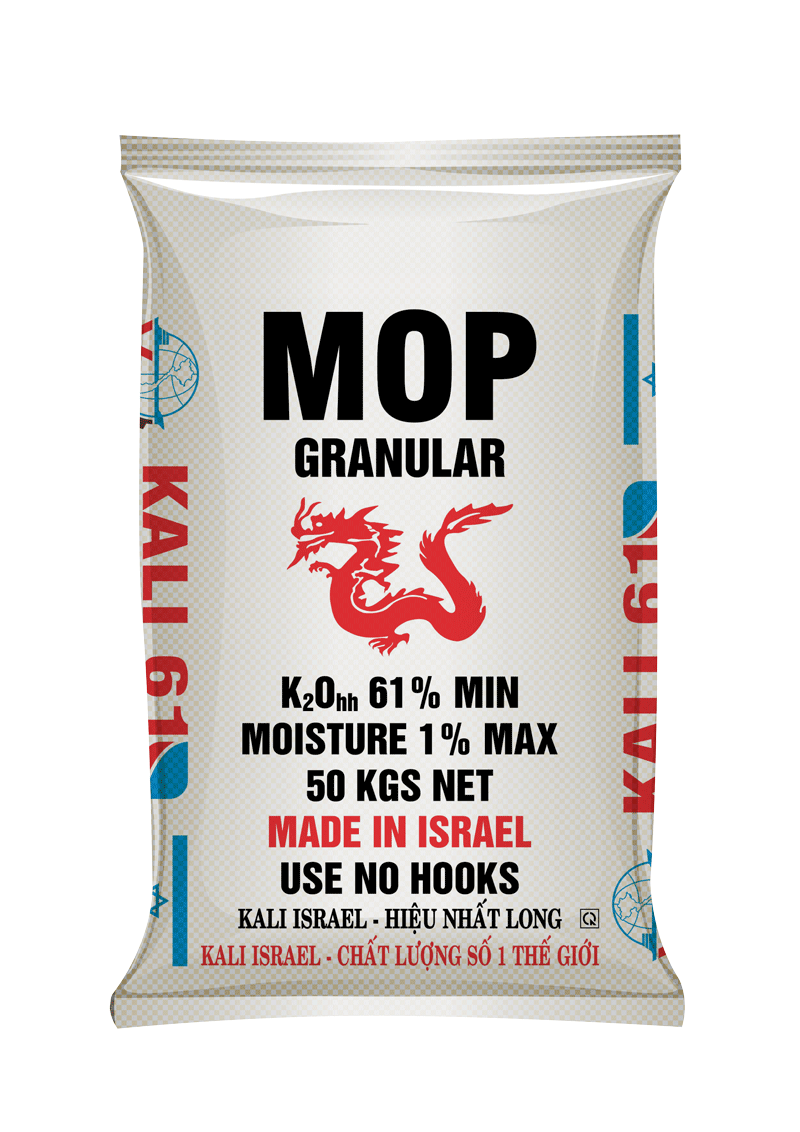 MOP
GRANULAR
K₂Ohh 61% MIN
MOISTURE 1% MAX
50 KGS NET
MADE IN ISRAEL
USE NO HOOKS
KALI ISRAEL - HIỆU NHẤT LONG CQ
KALI ISRAEL - CHẤT LƯỢNG SỐ 1 THẾ GIỚI
KALI 61
KALI 61